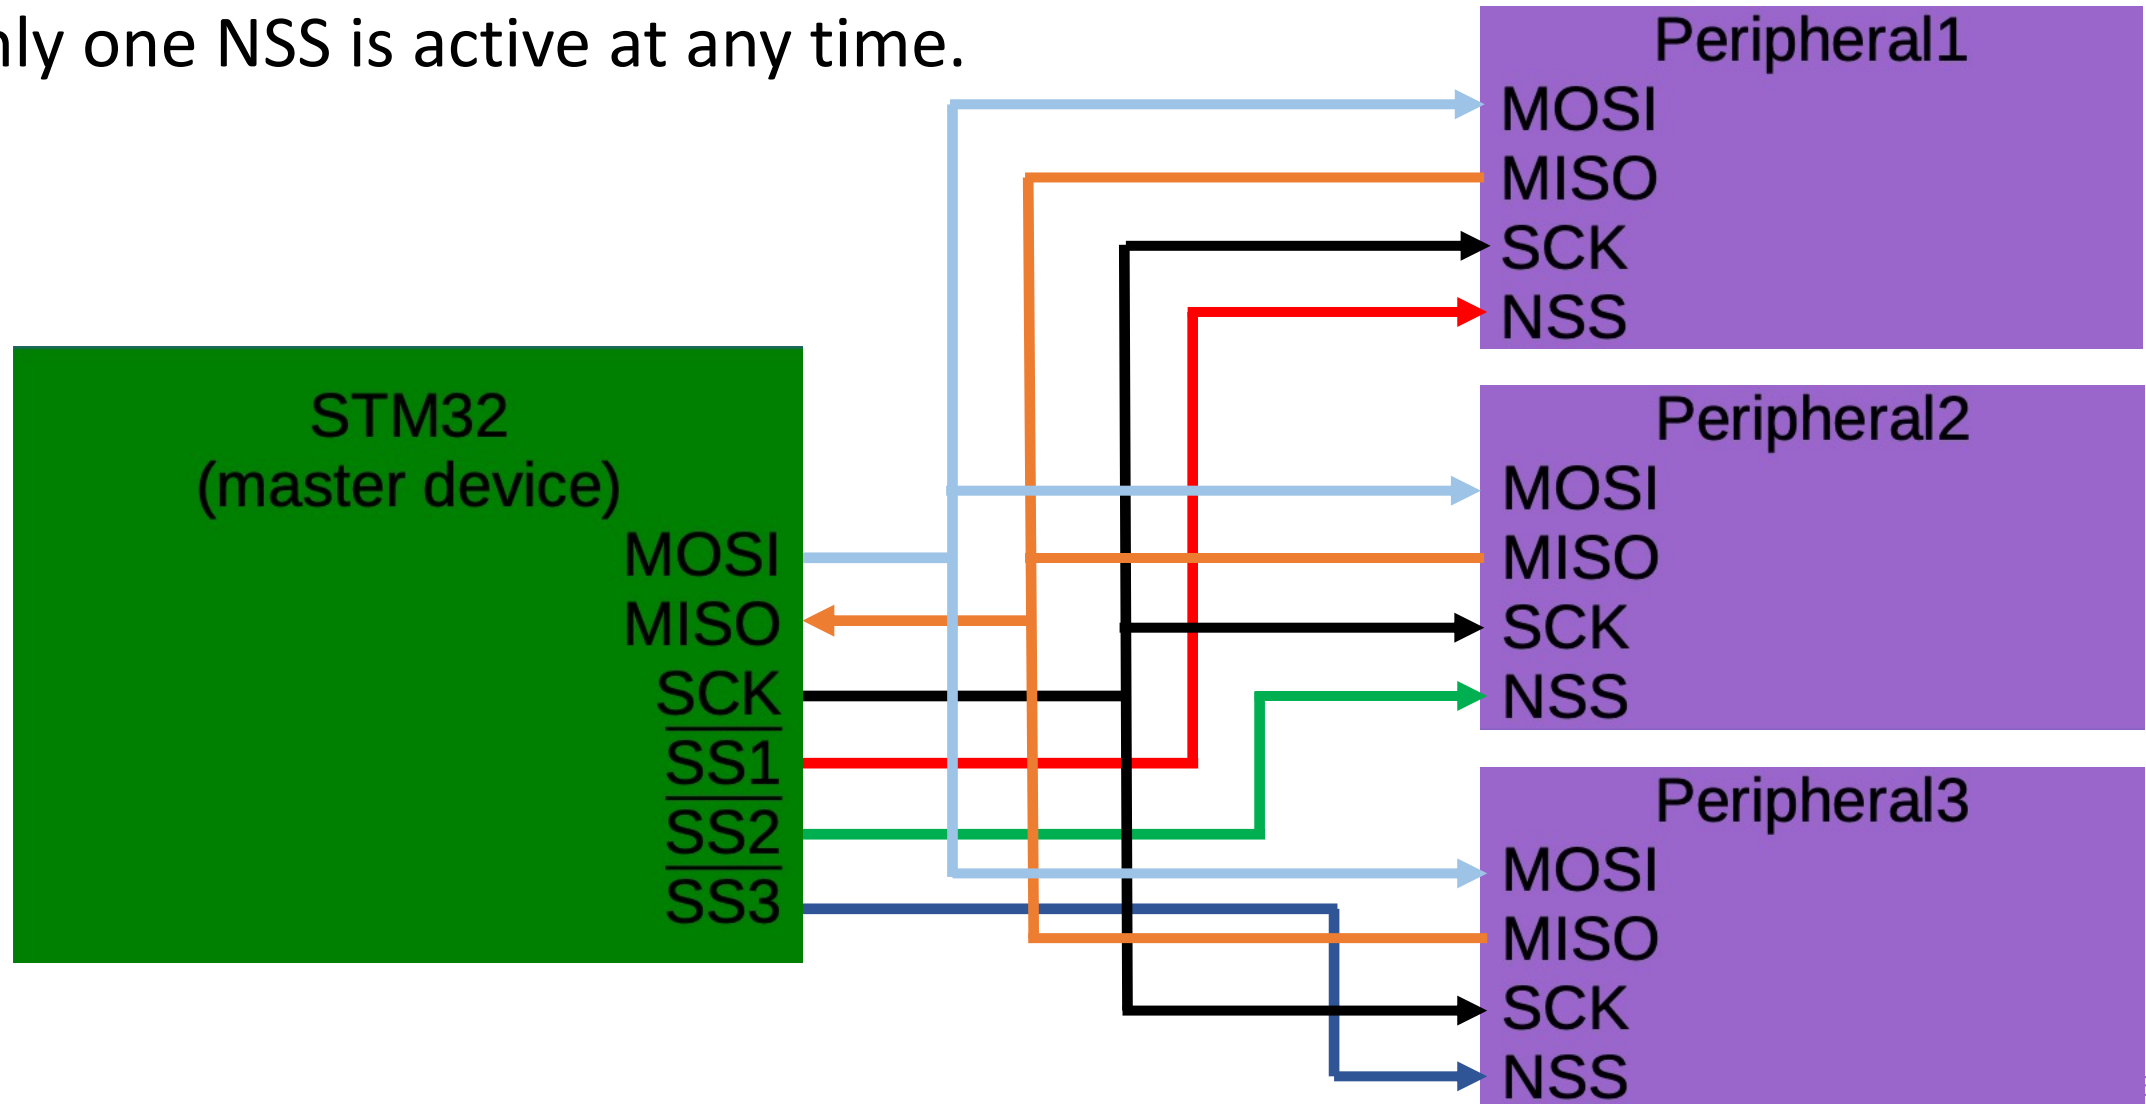 only one NSS is active at any time.
STM32
(master device)
MOSI
MISO
SCK
SS1
SS2
SS3
Peripheral1
MOSI
MISO
SCK
NSS
Peripheral2
MOSI
MISO
SCK
NSS
Peripheral3
MOSI
MISO
SCK
NSS